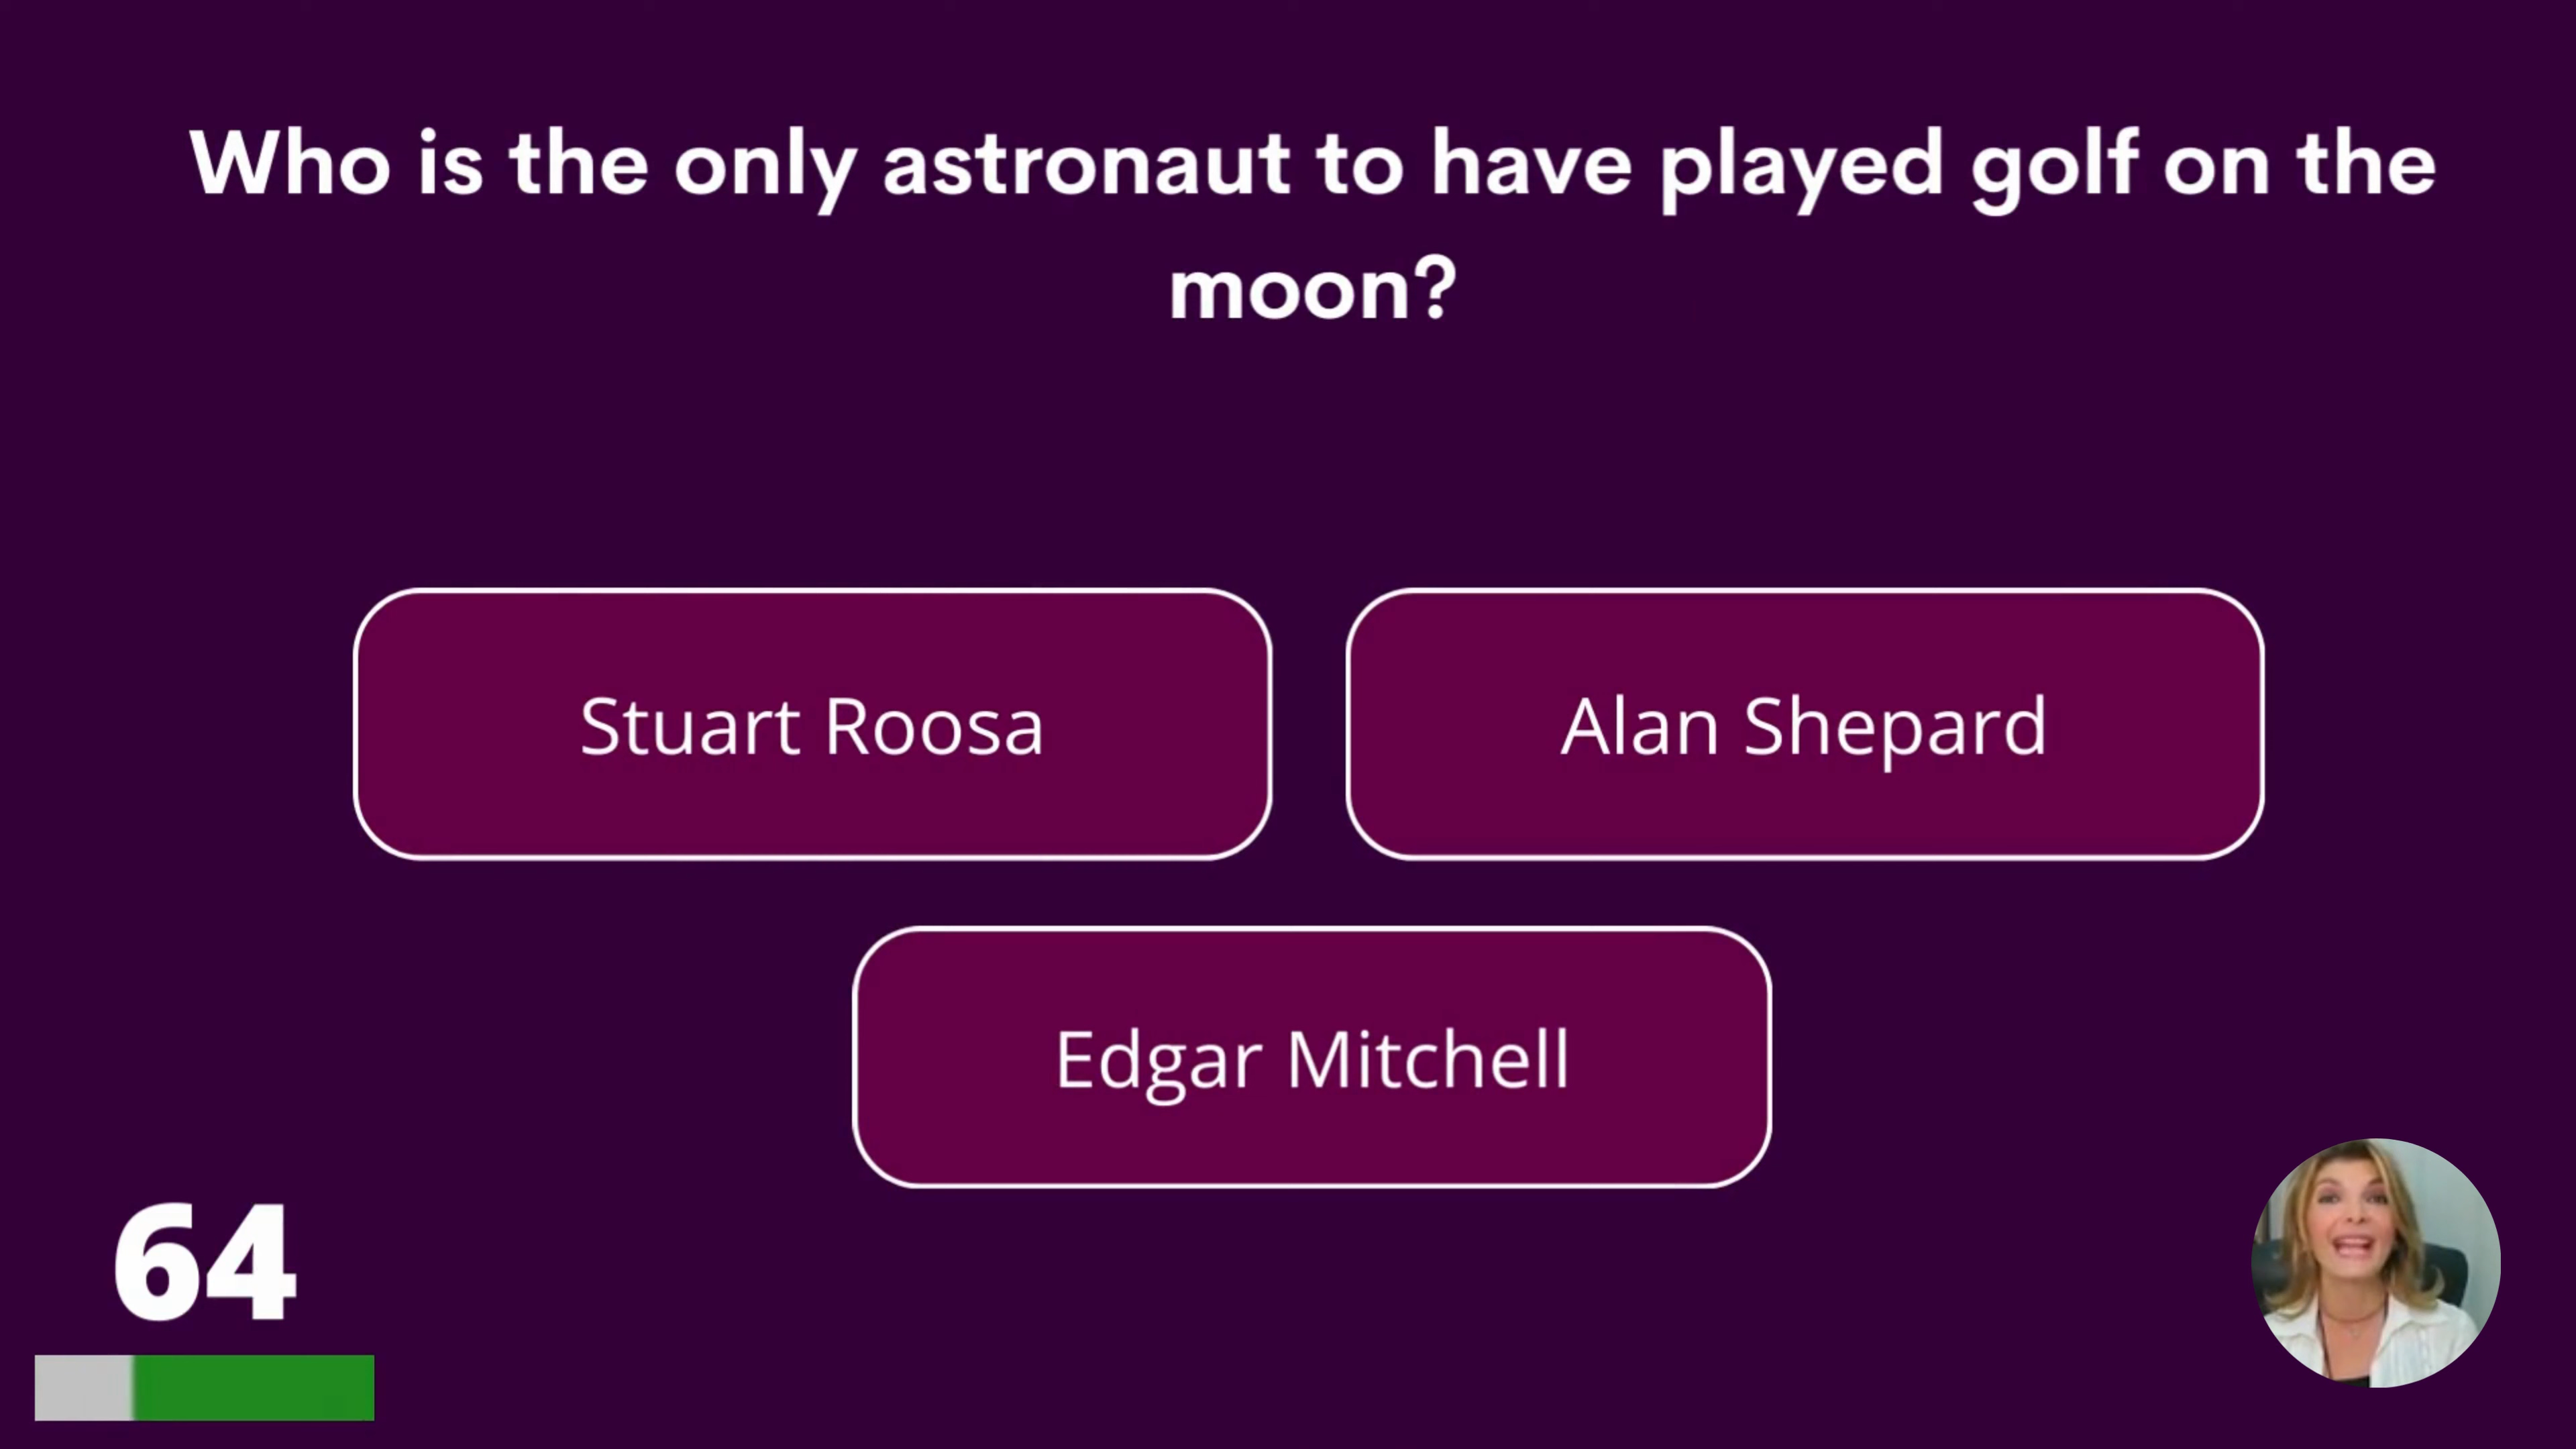 Who is the only astronaut to have played golf on the
moon?
Stuart Roosa
Alan Shepard
Edgar Mitchell
64